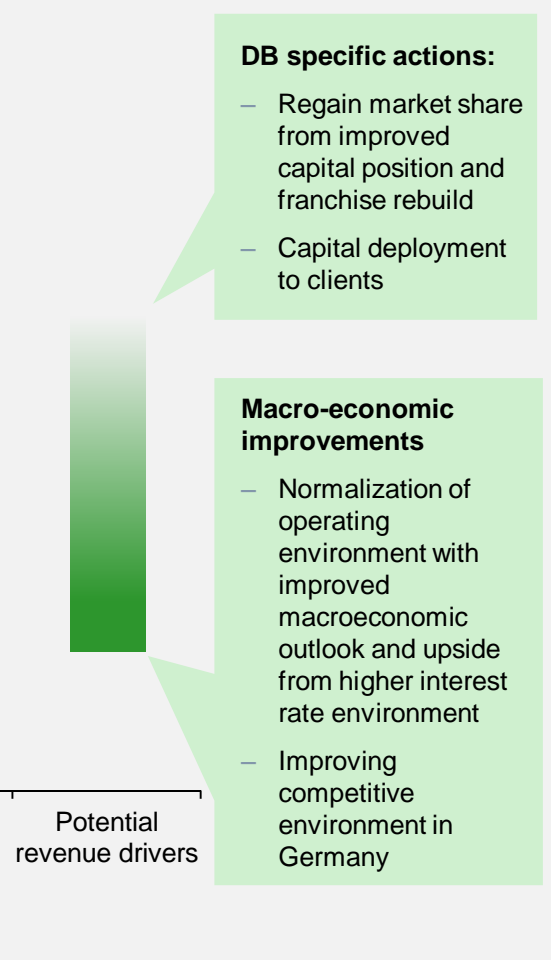 DB specific actions:
– Regain market share
from improved
capital position and
franchise rebuild
– Capital deployment
to clients
Macro-economic
improvements
– Normalization of
operating
environment with
improved
macroeconomic
outlook and upside
from higher interest
rate environment
– Improving
competitive
environment in
Germany
Potential
revenue drivers